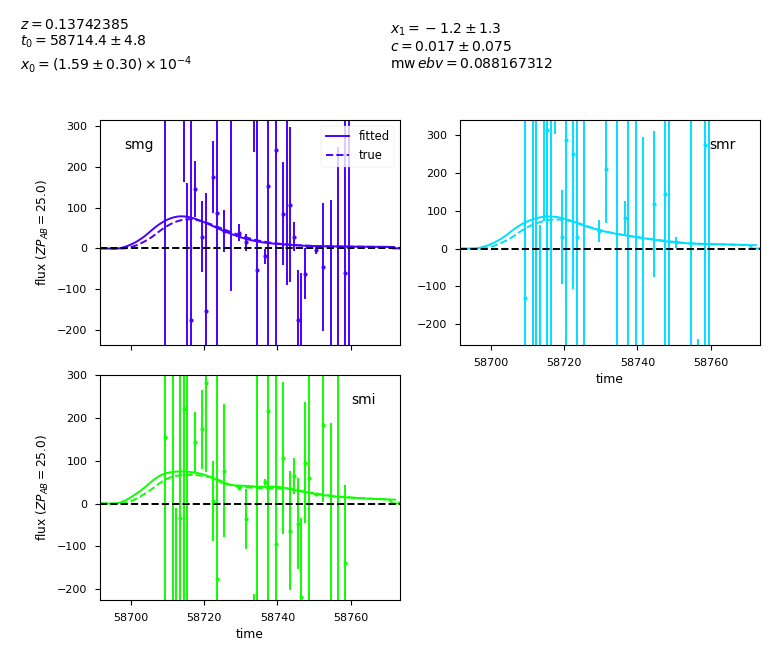 z = 0.13742385
t₀ = 58714.4 ± 4.8
x₀ = (1.59 ± 0.30) × 10⁻⁴
x₁ = −1.2 ± 1.3
c = 0.017 ± 0.075
mw ebv = 0.088167312
smg
fitted
true
300
200
100
0
−100
−200
flux (ZP_AB = 25.0)
smr
300
200
100
0
−100
−200
58700
58720
58740
58760
time
smi
300
200
100
0
−100
−200
flux (ZP_AB = 25.0)
58700
58720
58740
58760
time